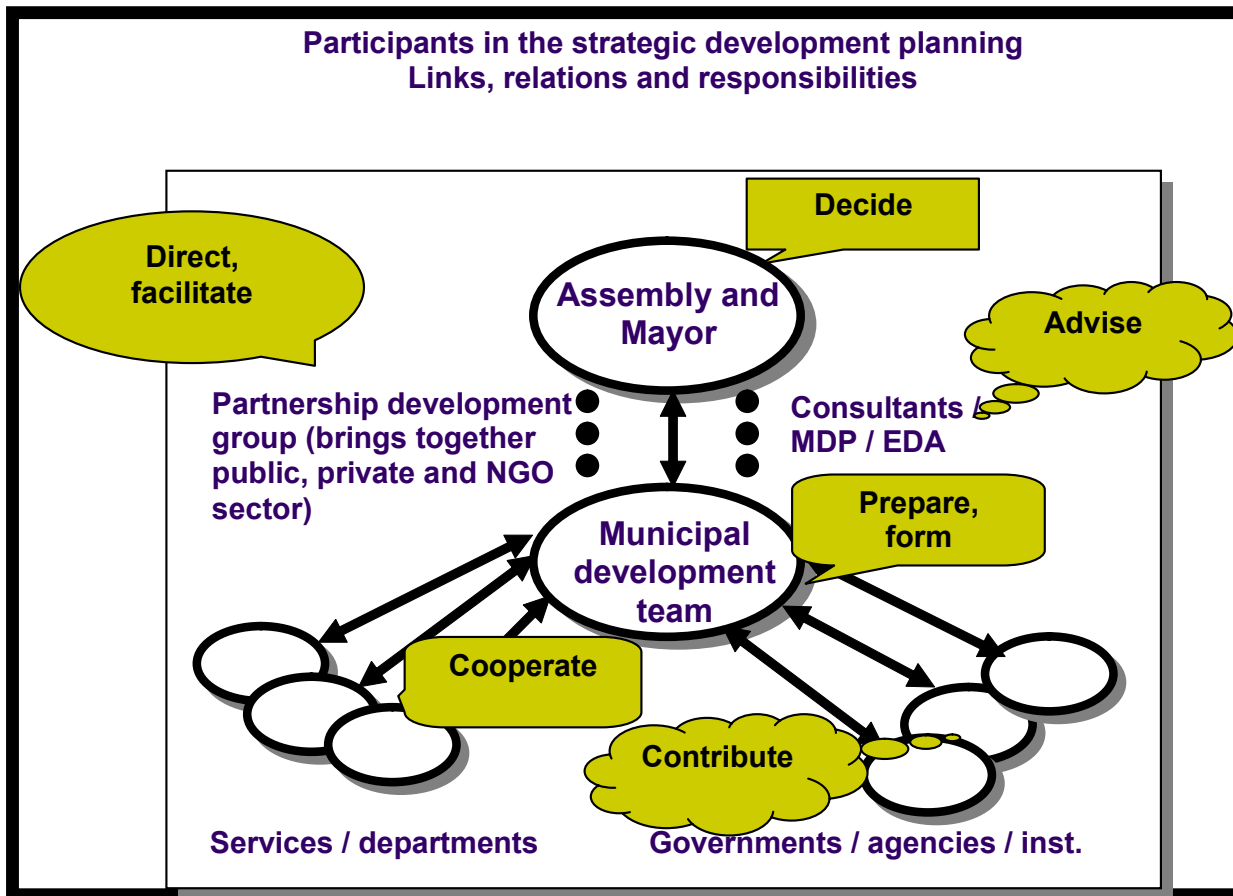 Participants in the strategic development planning
Links, relations and responsibilities
Decide
Direct,
facilitate
Assembly and
Mayor
Advise
Partnership development
group (brings together
public, private and NGO
sector)
Consultants /
MDP / EDA
Prepare,
form
Municipal
development
team
Cooperate
Contribute
Services / departments
Governments / agencies / inst.